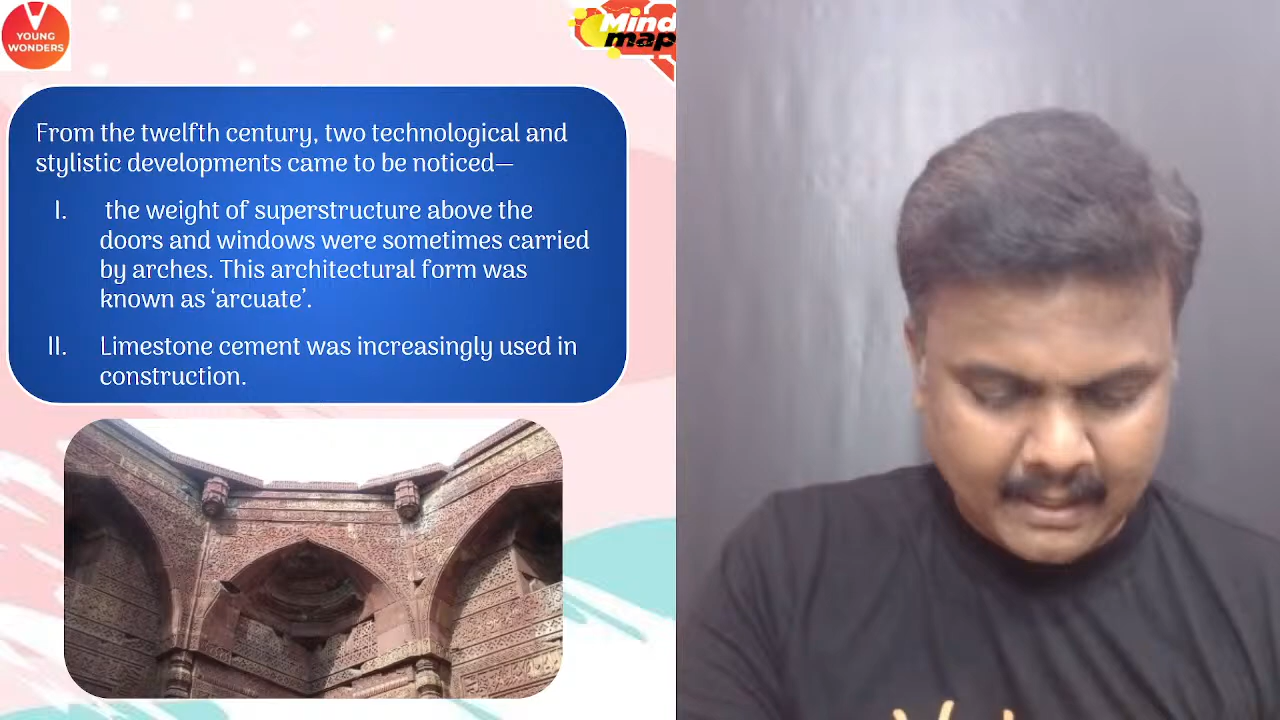 YOUNG
WONDERS
Mind
map
From the twelfth century, two technological and
stylistic developments came to be noticed—
I. the weight of superstructure above the
doors and windows were sometimes carried
by arches. This architectural form was
known as ‘arcuate’.
II. Limestone cement was increasingly used in
construction.